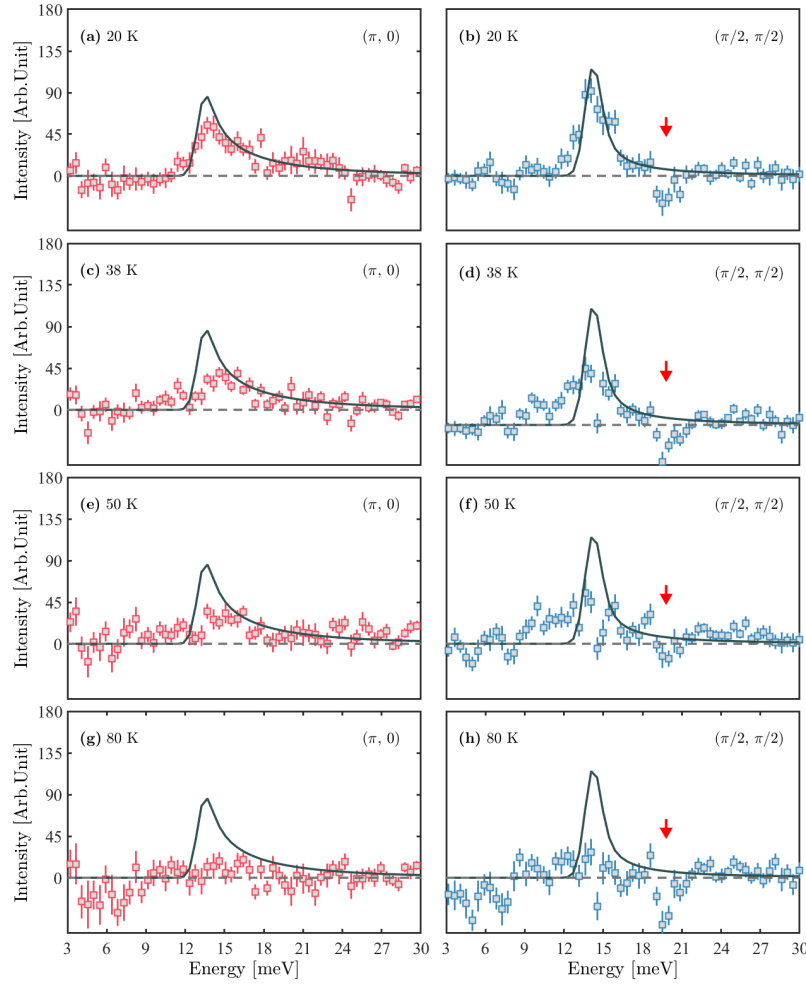 180
135
90
45
0
Intensity [Arb.Unit]
(a) 20 K
(π, 0)
(b) 20 K
(π/2, π/2)
180
135
90
45
0
Intensity [Arb.Unit]
(c) 38 K
(π, 0)
(d) 38 K
(π/2, π/2)
180
135
90
45
0
Intensity [Arb.Unit]
(e) 50 K
(π, 0)
(f) 50 K
(π/2, π/2)
180
135
90
45
0
Intensity [Arb.Unit]
(g) 80 K
(π, 0)
(h) 80 K
(π/2, π/2)
3 6 9 12 15 18 21 24 27 30
3 6 9 12 15 18 21 24 27 30
Energy [meV]
Energy [meV]